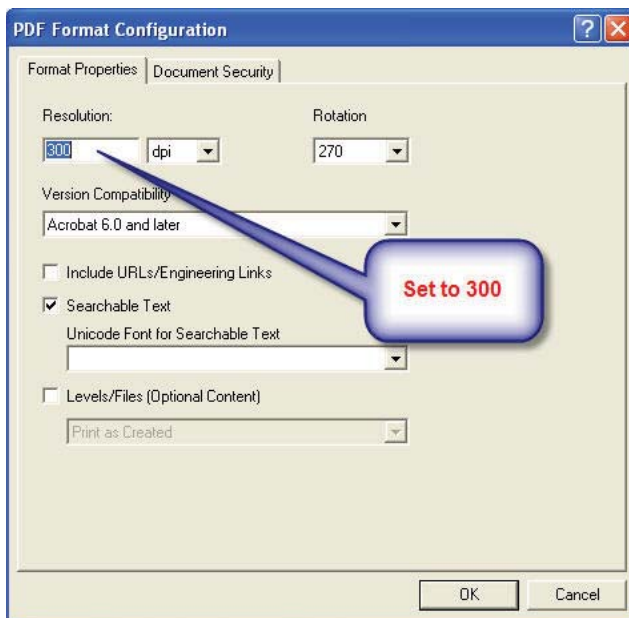 PDF Format Configuration
Format Properties
Document Security
Resolution:
Rotation
300
dpi
270
Version Compatibility
Acrobat 6.0 and later
Include URLs/Engineering Links
Set to 300
Searchable Text
Unicode Font for Searchable Text
Levels/Files (Optional Content)
Print as Created
OK
Cancel